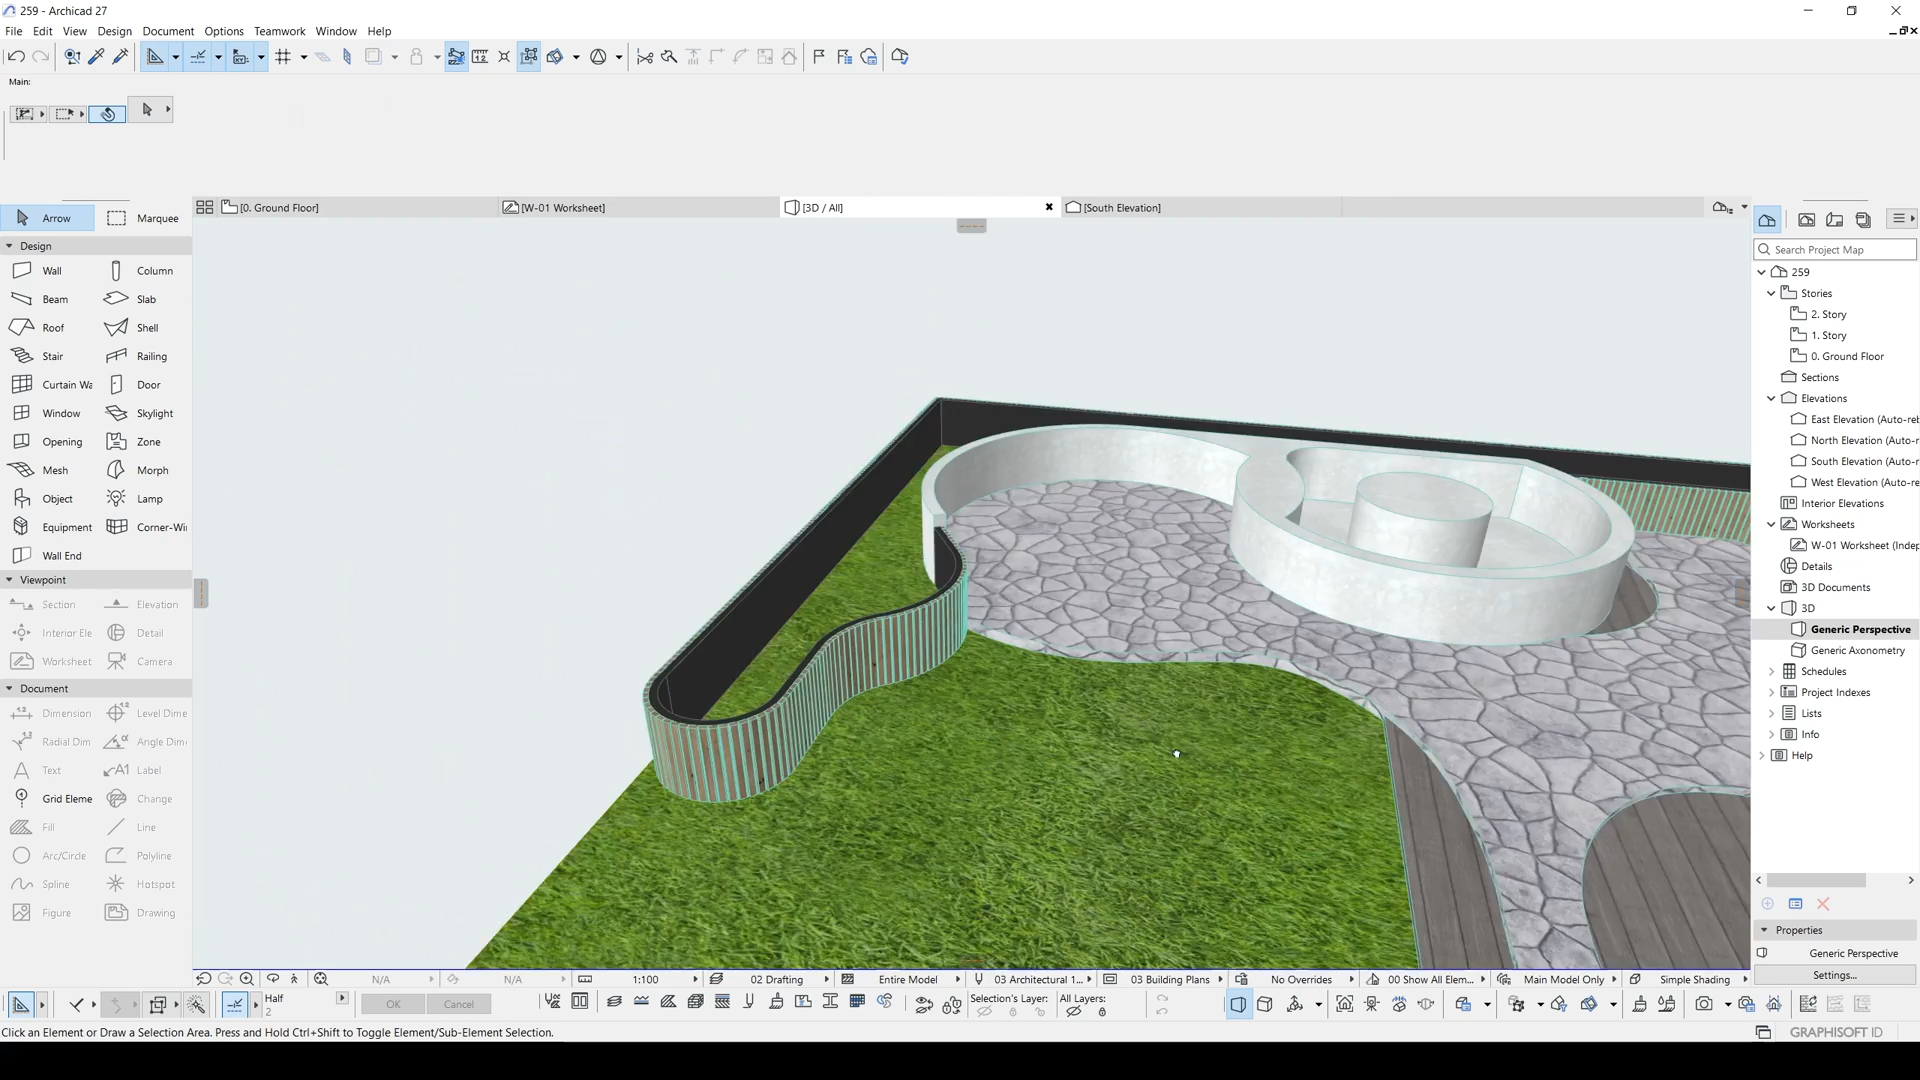 259 - Archicad 27
File Edit View Design Document Options Teamwork Window Help
Main:
[0. Ground Floor] [W-01 Worksheet] [3D / All] [South Elevation]
Arrow Marquee
Design
Wall Column
Beam Slab
Roof Shell
Stair Railing
Curtain Wa Door
Window Skylight
Opening Zone
Mesh Morph
Object Lamp
Equipment Corner-Wi
Wall End
Viewpoint
Section Elevation
Interior Ele Detail
Worksheet Camera
Document
Dimension Level Dime
Radial Dim Angle Dim
Text Label
Grid Eleme Change
Fill Line
Arc/Circle Polyline
Spline Hotspot
Figure Drawing
Search Project Map
259
Stories
2. Story
1. Story
0. Ground Floor
Sections
Elevations
East Elevation (Auto-reb
North Elevation (Auto-r
South Elevation (Auto-r
West Elevation (Auto-re
Interior Elevations
Worksheets
W-01 Worksheet (Indep
Details
3D Documents
3D
Generic Perspective
Generic Axonometry
Schedules
Project Indexes
Lists
Info
Help
Properties
Generic Perspective
Settings...
N/A N/A 1:100 02 Drafting Entire Model 03 Architectural 1... 03 Building Plans No Overrides 00 Show All Elem... Main Model Only Simple Shading
Half
2
OK Cancel
Selection's Layer: All Layers:
Click an Element or Draw a Selection Area. Press and Hold Ctrl+Shift to Toggle Element/Sub-Element Selection.
GRAPHISOFT ID